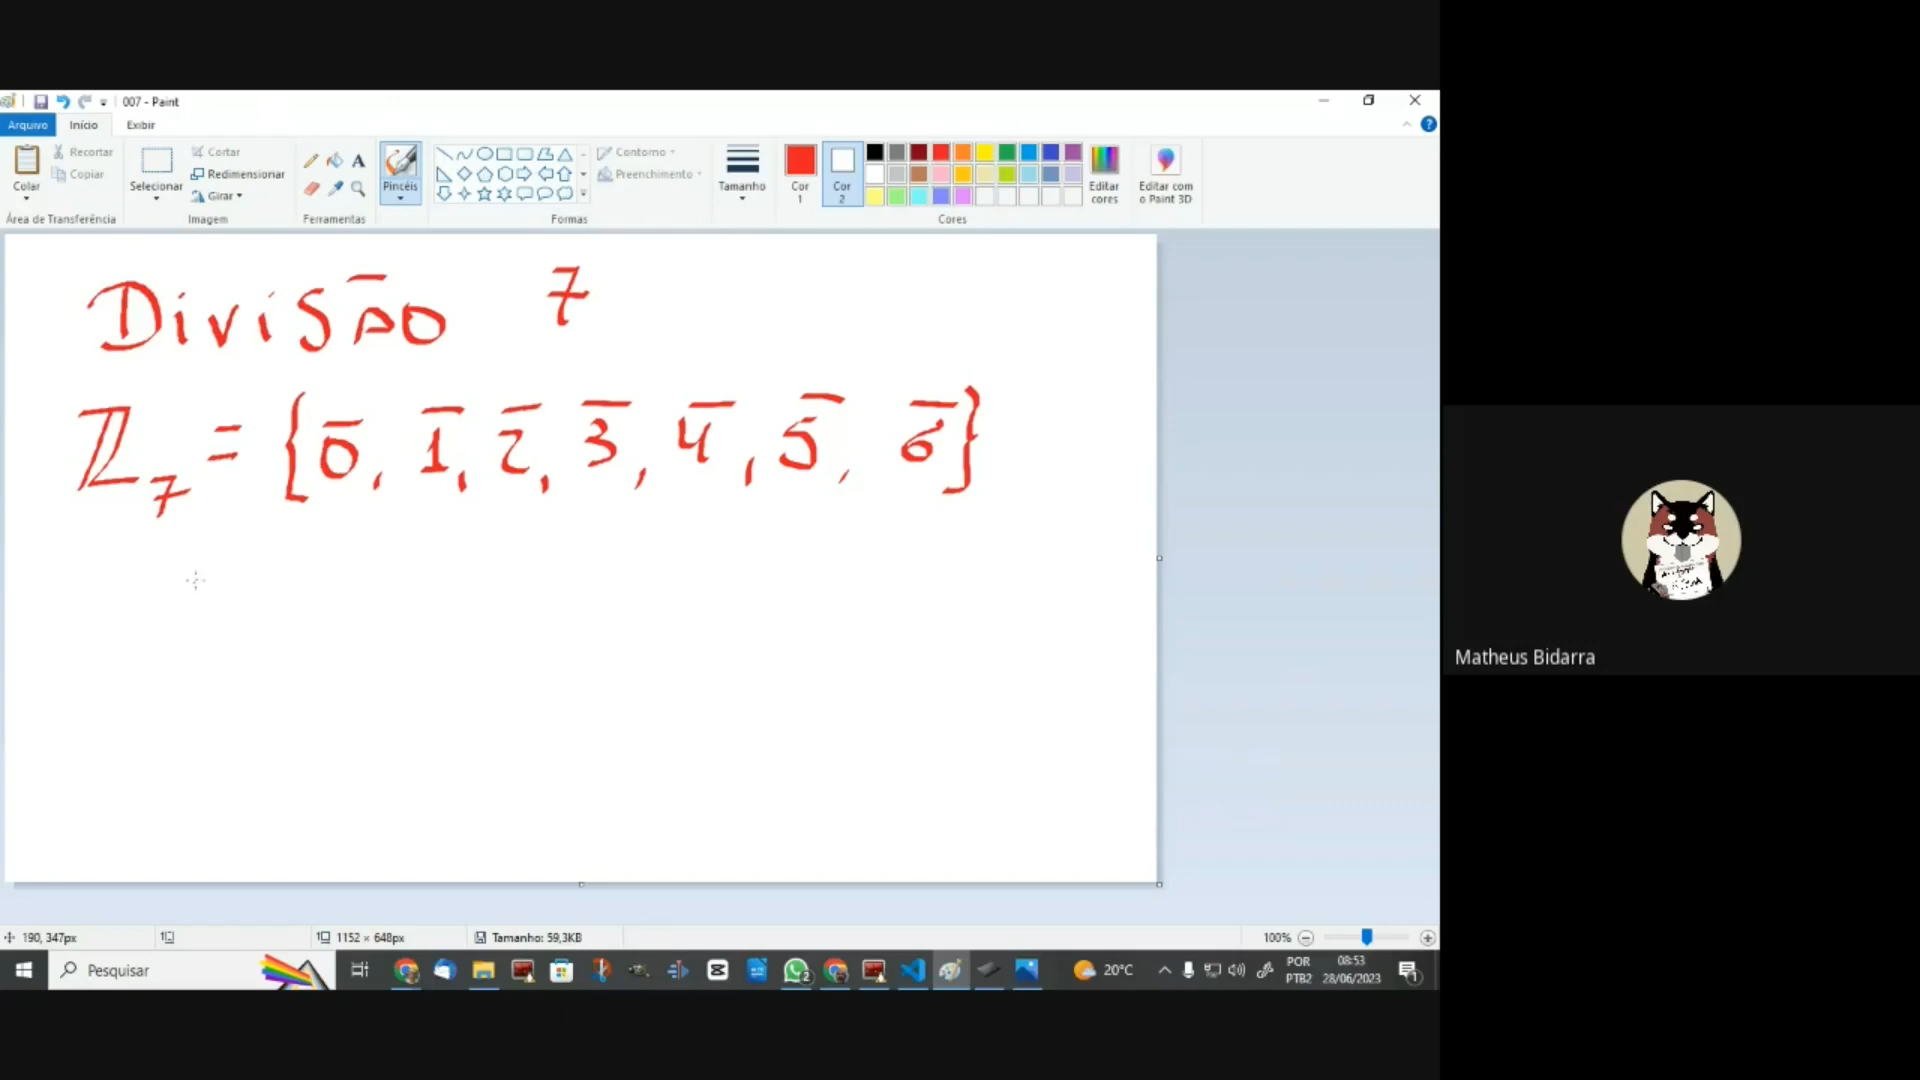 007 - Paint
Arquivo Início Exibir
Colar
Recortar
Copiar
Área de Transferência
Selecionar
Cortar
Redimensionar
Girar
Imagem
Ferramentas
Pincéis
Contorno
Preenchimento
Formas
Tamanho
Cor 1
Cor 2
Editar cores
Editar com o Paint 3D
Cores
Divisão 7
ℤ₇ = {0̅, 1̅, 2̅, 3̅, 4̅, 5̅, 6̅}
Matheus Bidarra
190, 347px 1152 × 648px Tamanho: 59,3KB 100%
Pesquisar 2 20°C POR PTB2 08:53 28/06/2023 1